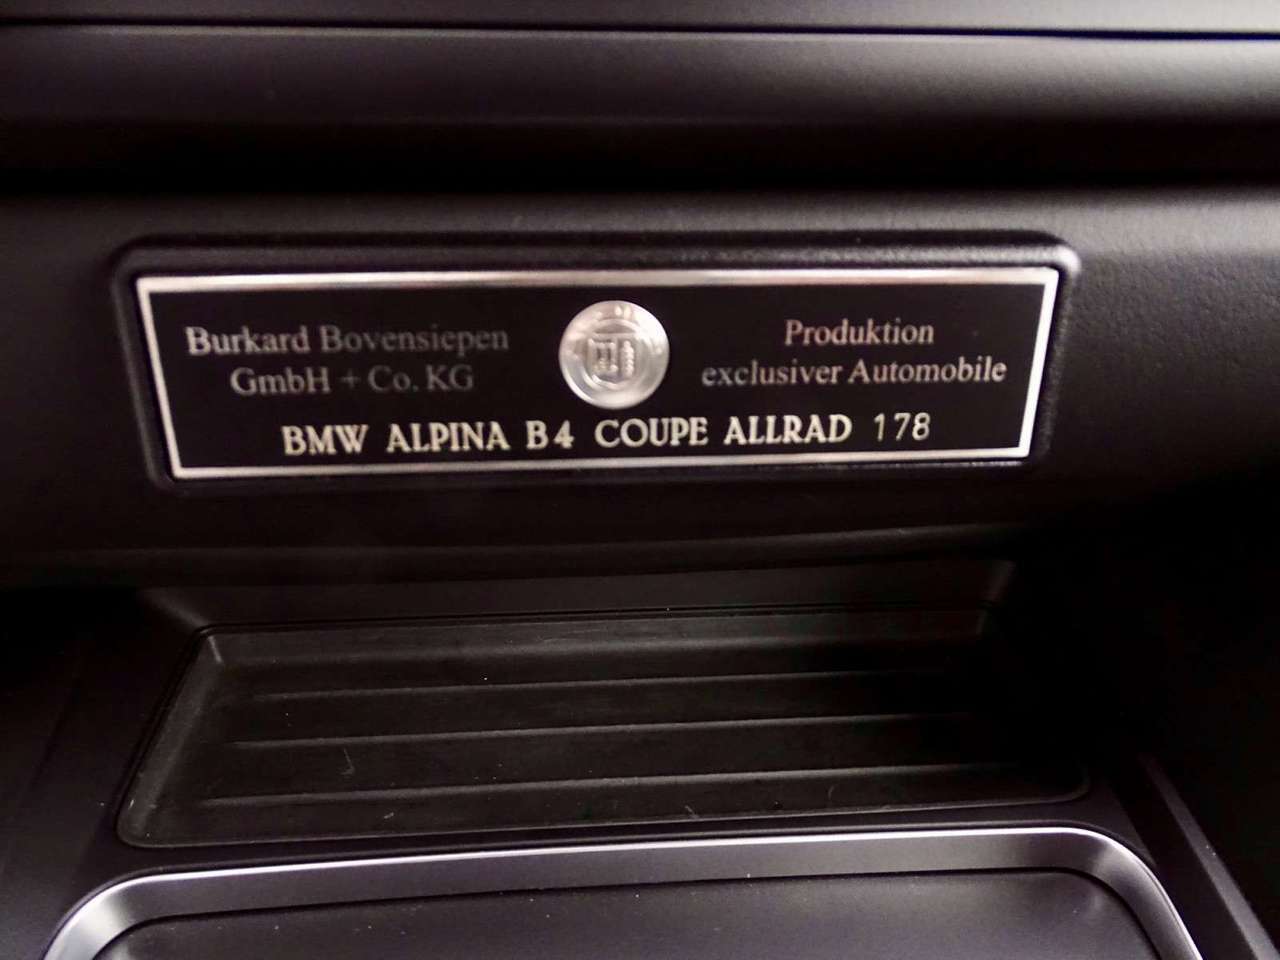 Burkard Bovensiepen
GmbH + Co. KG
Produktion
exclusiver Automobile
BMW ALPINA B4 COUPE ALLRAD 178